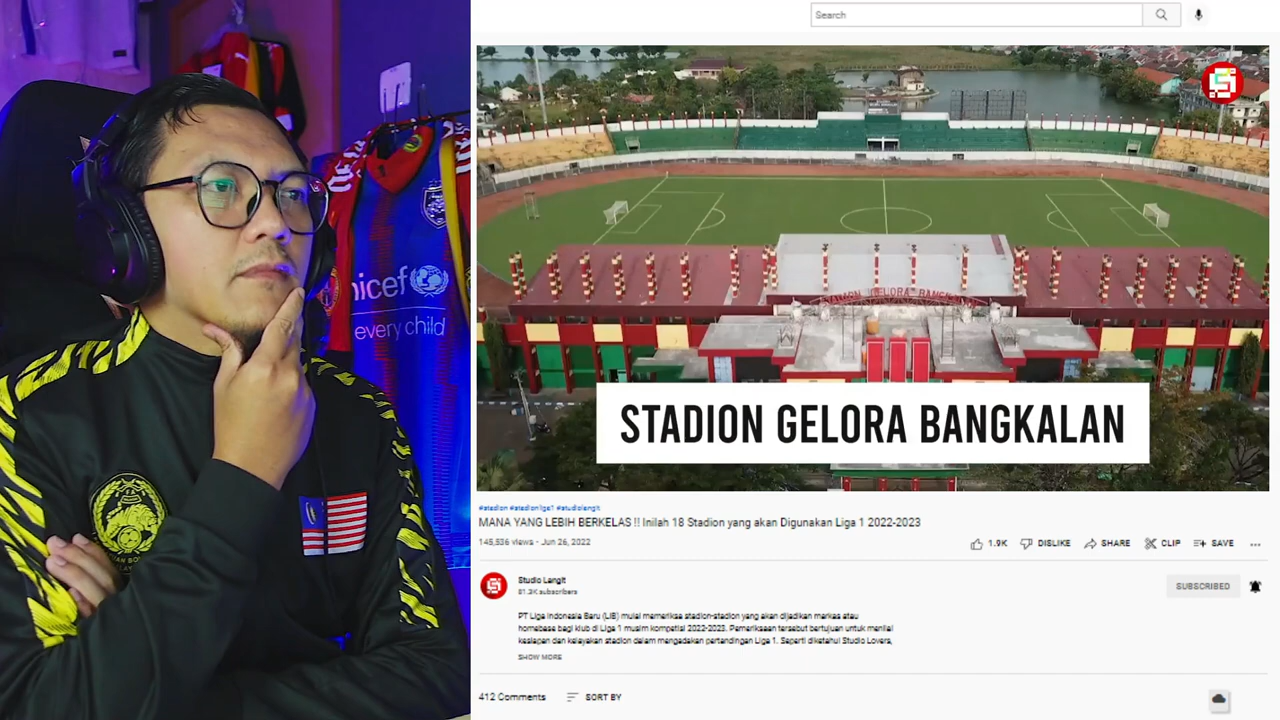 Search
STADION GELORA BANGKALAN
STADION GELORA BANGKALAN
unicef
every child
#stadion #stadionliga1 #studiolangit
MANA YANG LEBIH BERKELAS !! Inilah 18 Stadion yang akan Digunakan Liga 1 2022-2023
145,536 views - Jun 26, 2022
1.9K DISLIKE SHARE CLIP SAVE ...
Studio Langit
81.3K subscribers
SUBSCRIBED
PT Liga Indonesia Baru (LIB) mulai memeriksa stadion-stadion yang akan dijadikan markas atau
homebase bagi klub di Liga 1 musim kompetisi 2022-2023. Pemeriksaan tersebut bertujuan untuk menilai
kesiapan dan kelayakan stadion dalam mengadakan pertandingan Liga 1. Seperti diketahui Studio Lovers,
SHOW MORE
412 Comments SORT BY